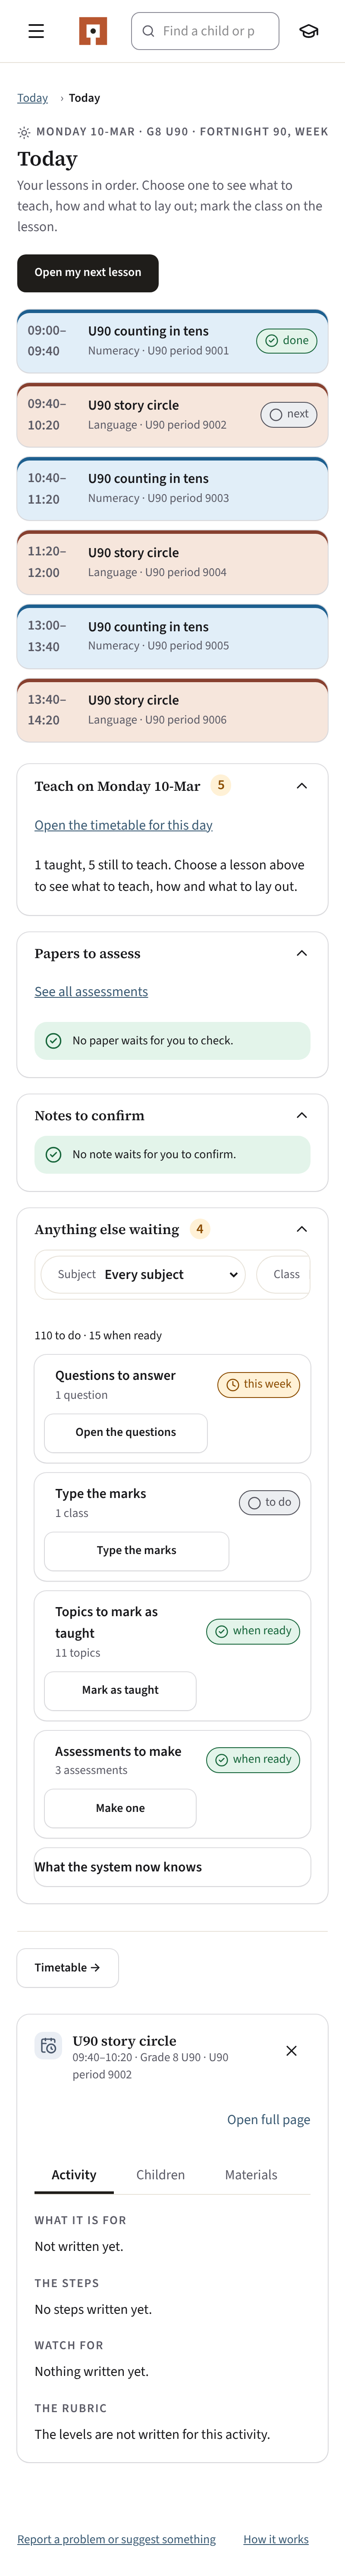 Find a child or p
Today › Today
MONDAY 10-MAR · G8 U90 · FORTNIGHT 90, WEEK
Today
Your lessons in order. Choose one to see what to
teach, how and what to lay out; mark the class on the
lesson.
Open my next lesson
09:00–
09:40
U90 counting in tens
Numeracy · U90 period 9001
done
09:40–
10:20
U90 story circle
Language · U90 period 9002
next
10:40–
11:20
U90 counting in tens
Numeracy · U90 period 9003
11:20–
12:00
U90 story circle
Language · U90 period 9004
13:00–
13:40
U90 counting in tens
Numeracy · U90 period 9005
13:40–
14:20
U90 story circle
Language · U90 period 9006
Teach on Monday 10-Mar 5
Open the timetable for this day
1 taught, 5 still to teach. Choose a lesson above
to see what to teach, how and what to lay out.
Papers to assess
See all assessments
No paper waits for you to check.
Notes to confirm
No note waits for you to confirm.
Anything else waiting 4
Subject Every subject Class
110 to do · 15 when ready
Questions to answer
1 question
this week
Open the questions
Type the marks
1 class
to do
Type the marks
Topics to mark as
taught
11 topics
when ready
Mark as taught
Assessments to make
3 assessments
when ready
Make one
What the system now knows
Timetable →
U90 story circle
09:40–10:20 · Grade 8 U90 · U90
period 9002
Open full page
Activity Children Materials
WHAT IT IS FOR
Not written yet.
THE STEPS
No steps written yet.
WATCH FOR
Nothing written yet.
THE RUBRIC
The levels are not written for this activity.
Report a problem or suggest something How it works